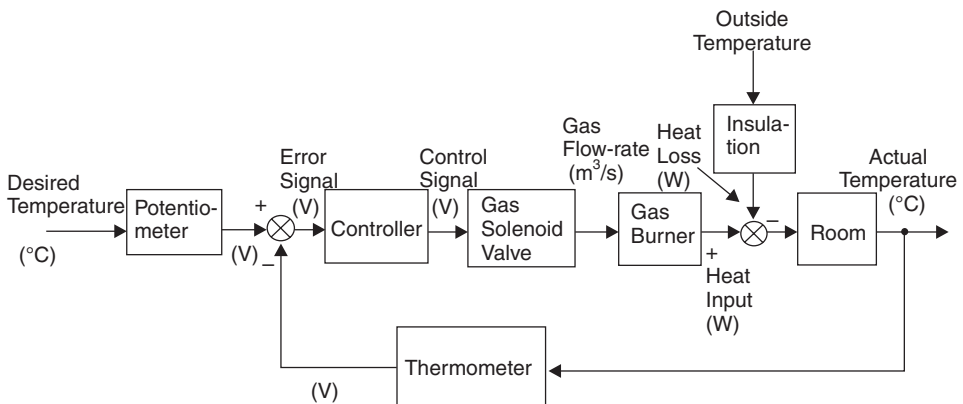 Outside
Temperature
Insula-
tion
Gas
Flow-rate
(m³/s)
Heat
Loss
(W)
Actual
Temperature
(°C)
Error
Signal
(V)
Control
Signal
(V)
Desired
Temperature
(°C)
Potentio-
meter
(V)
+
−
Controller
Gas
Solenoid
Valve
Gas
Burner
+
−
Heat
Input
(W)
Room
Thermometer
(V)